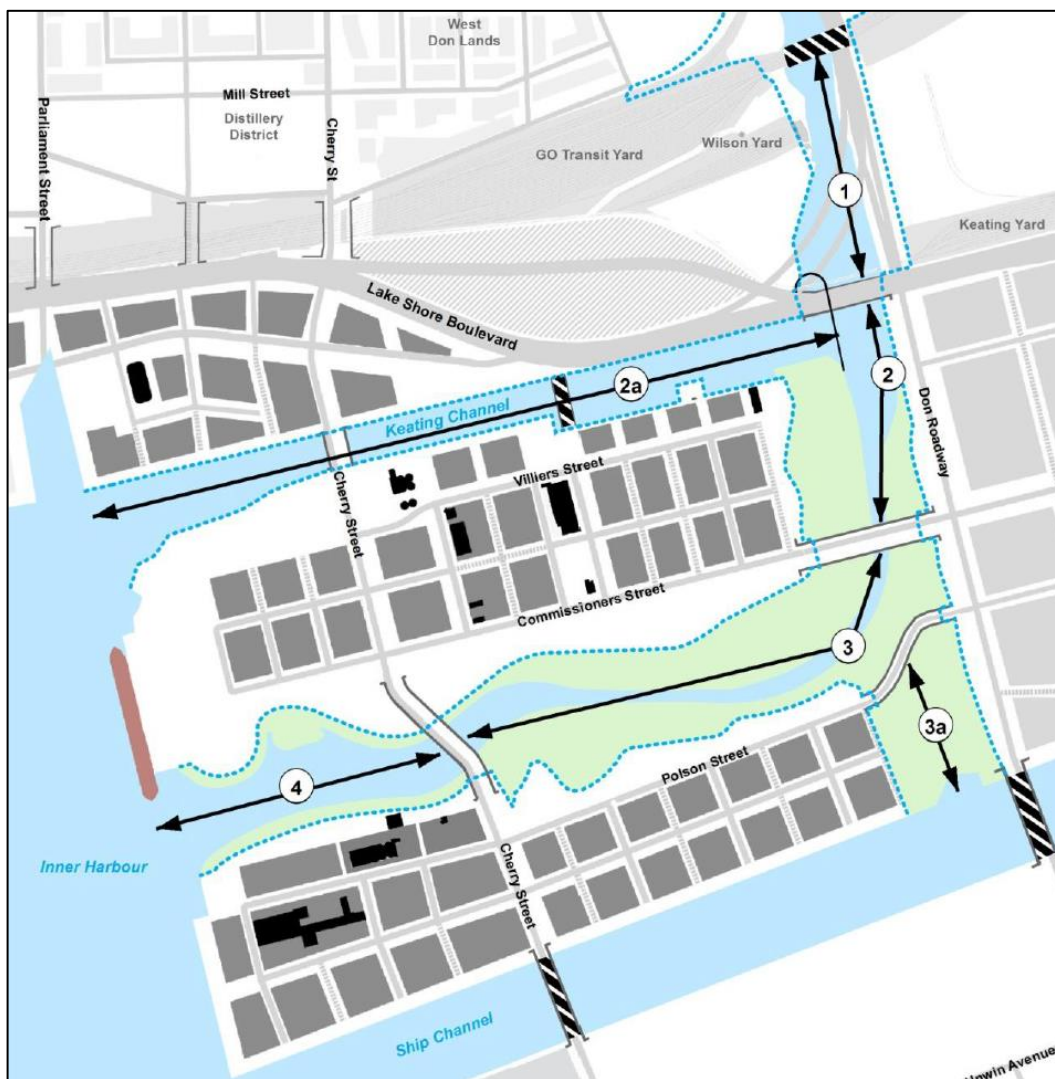 West
Don Lands
Mill Street
Distillery
District
Parliament Street
Cherry St
GO Transit Yard
Wilson Yard
1
Keating Yard
Lake Shore Boulevard
2a
2
Keating Channel
Don Roadway
Villiers Street
Cherry Street
Commissioners Street
3
3a
Polson Street
4
Inner Harbour
Cherry Street
Ship Channel
Unwin Avenue